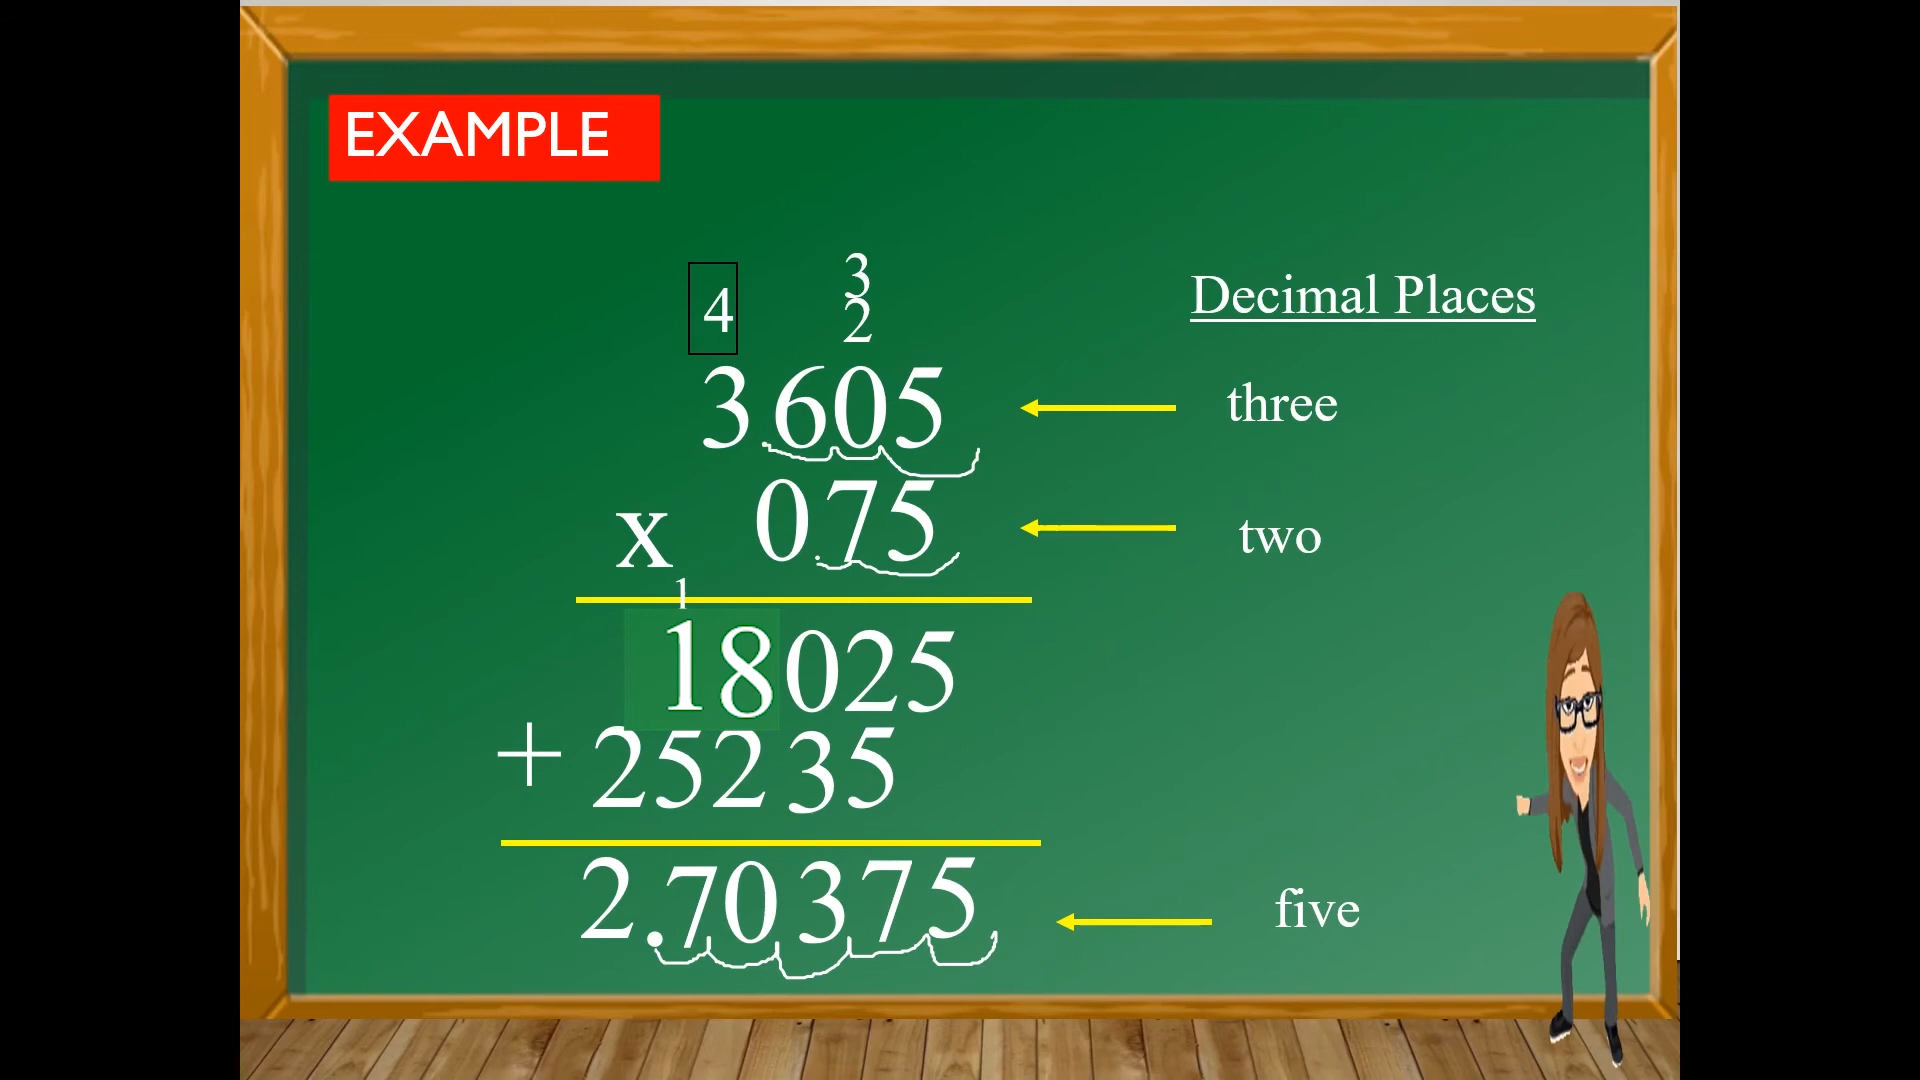 EXAMPLE
3
4 2
Decimal Places
3.605 three
x 0.75 two
1
18025
+ 25235
2.70375 five